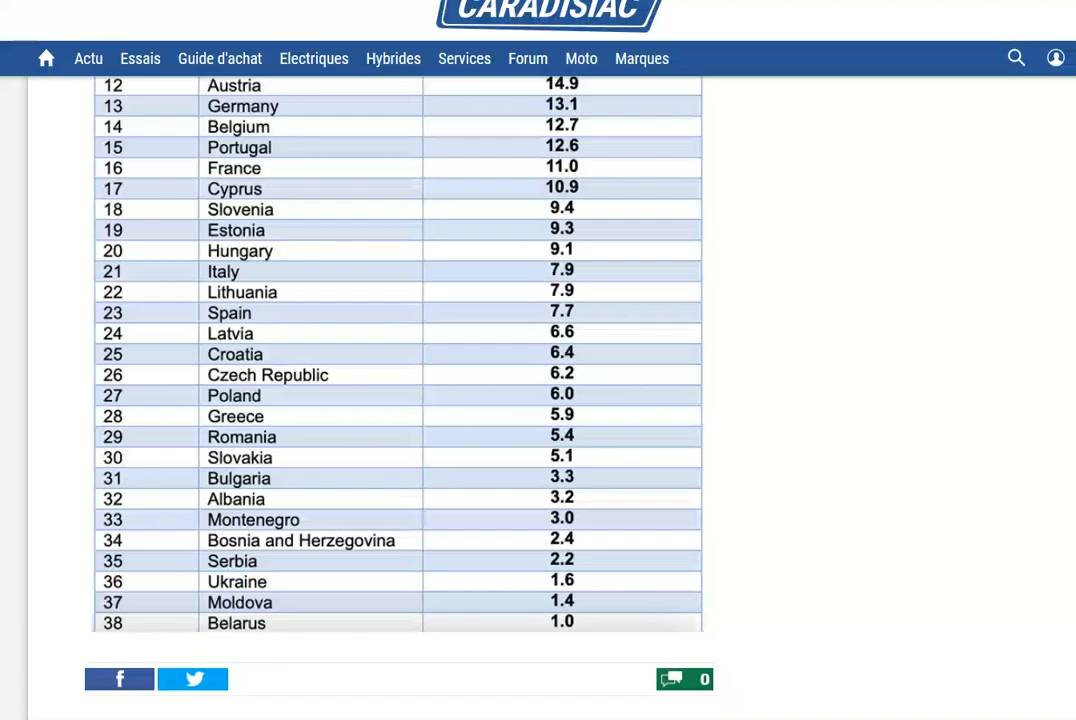 CARADISIAC
Actu Essais Guide d'achat Electriques Hybrides Services Forum Moto Marques
12 Austria 14.9
13 Germany 13.1
14 Belgium 12.7
15 Portugal 12.6
16 France 11.0
17 Cyprus 10.9
18 Slovenia 9.4
19 Estonia 9.3
20 Hungary 9.1
21 Italy 7.9
22 Lithuania 7.9
23 Spain 7.7
24 Latvia 6.6
25 Croatia 6.4
26 Czech Republic 6.2
27 Poland 6.0
28 Greece 5.9
29 Romania 5.4
30 Slovakia 5.1
31 Bulgaria 3.3
32 Albania 3.2
33 Montenegro 3.0
34 Bosnia and Herzegovina 2.4
35 Serbia 2.2
36 Ukraine 1.6
37 Moldova 1.4
38 Belarus 1.0
f 0